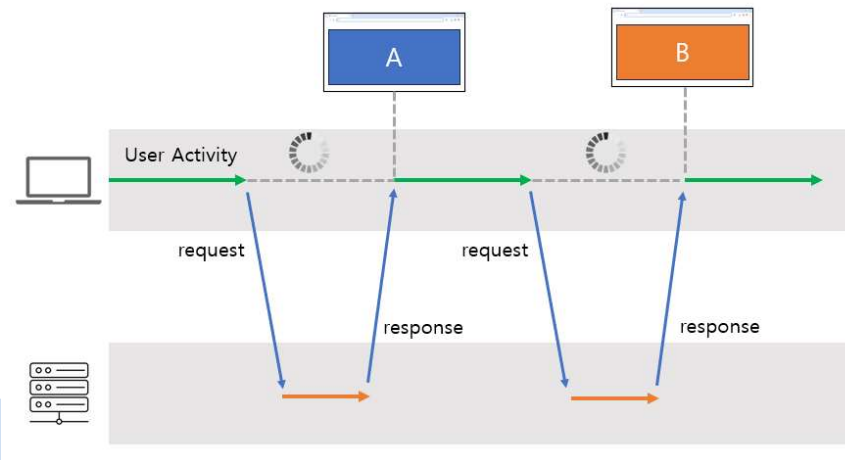 A
B
User Activity
request
request
response
response